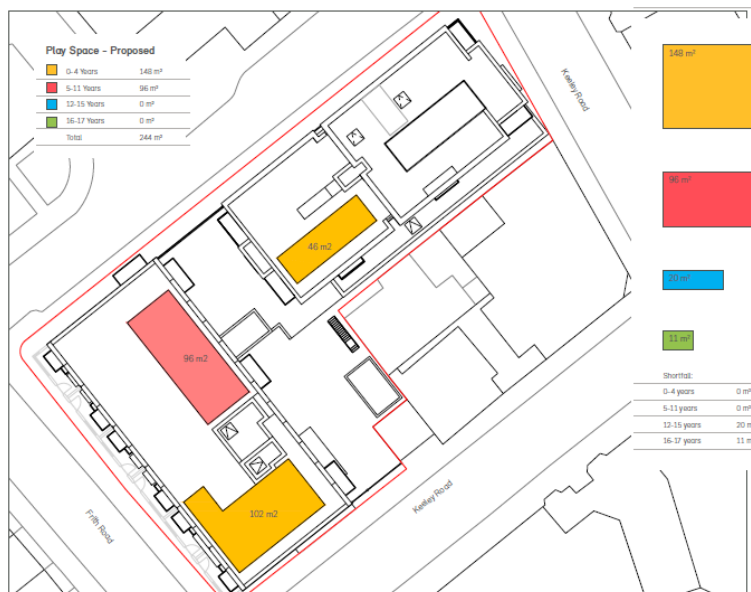 Play Space - Proposed
0-4 Years 148 m²
5-11 Years 96 m²
12-15 Years 0 m²
16-17 Years 0 m²
Total 244 m²
Keeley Road
46 m2
96 m2
102 m2
Frith Road
Keeley Road
148 m²
96 m²
20 m²
11 m²
Shortfall:
0-4 years 0 m²
5-11 years 0 m²
12-15 years 20 m
16-17 years 11 m